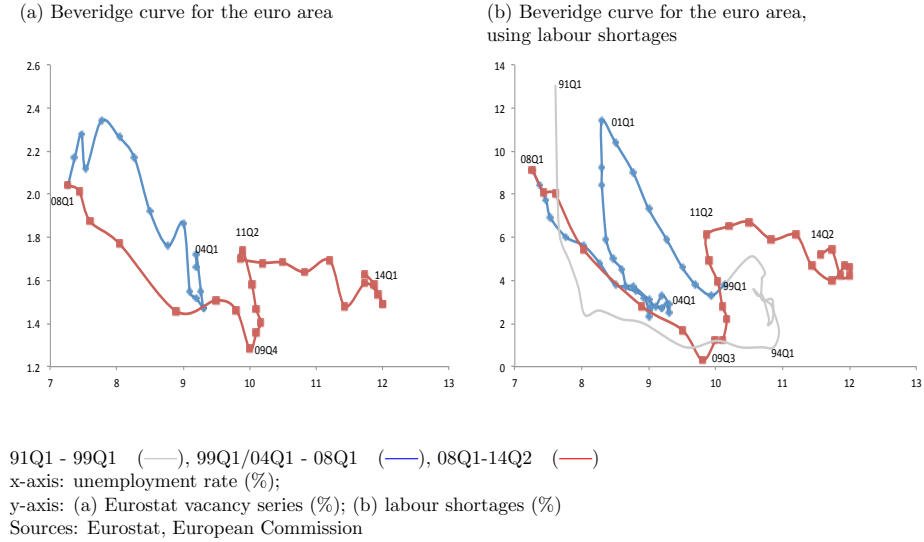 (a) Beveridge curve for the euro area
2.6
2.4
2.2
2.0
1.8
1.6
1.4
1.2
7 8 9 10 11 12 13
08Q1
04Q1
11Q2
09Q4
14Q1
(b) Beveridge curve for the euro area,
using labour shortages
14
12
10
8
6
4
2
0
7 8 9 10 11 12 13
91Q1
01Q1
08Q1
11Q2
14Q2
04Q1
99Q1
09Q3
94Q1
91Q1 - 99Q1 (—), 99Q1/04Q1 - 08Q1 (—), 08Q1-14Q2 (—)
x-axis: unemployment rate (%);
y-axis: (a) Eurostat vacancy series (%); (b) labour shortages (%)
Sources: Eurostat, European Commission